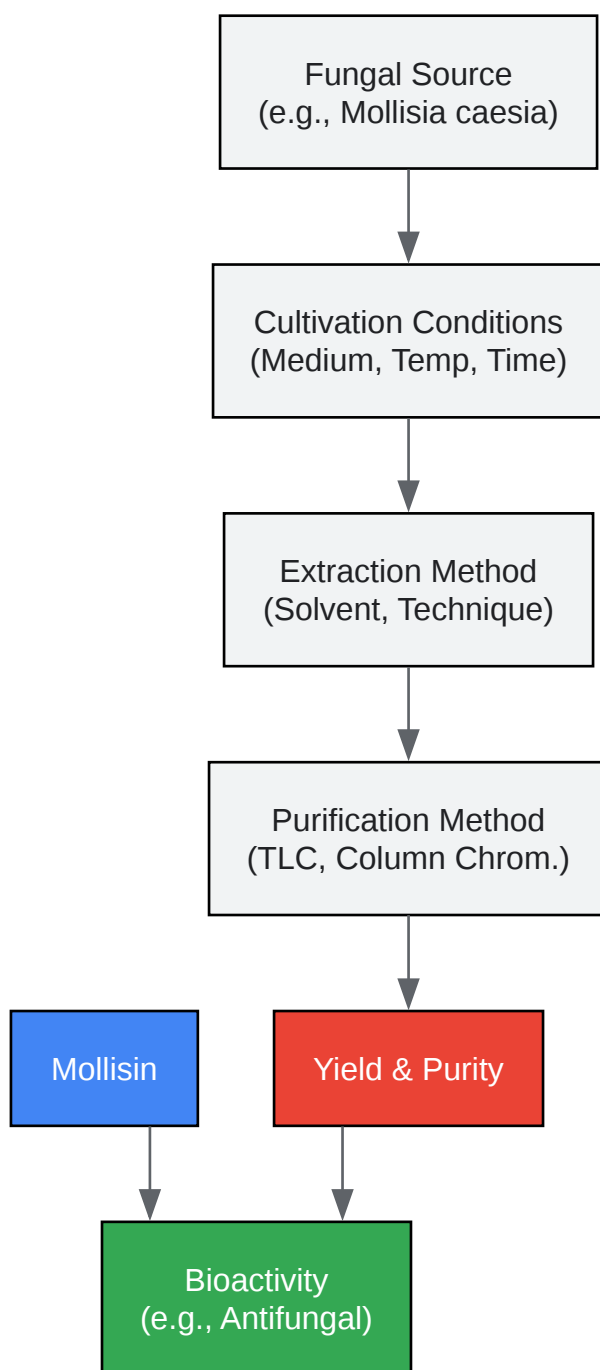 Fungal Source
(e.g., Mollisia caesia)
Cultivation Conditions
(Medium, Temp, Time)
Extraction Method
(Solvent, Technique)
Purification Method
(TLC, Column Chrom.)
Mollisin
Yield & Purity
Bioactivity
(e.g., Antifungal)